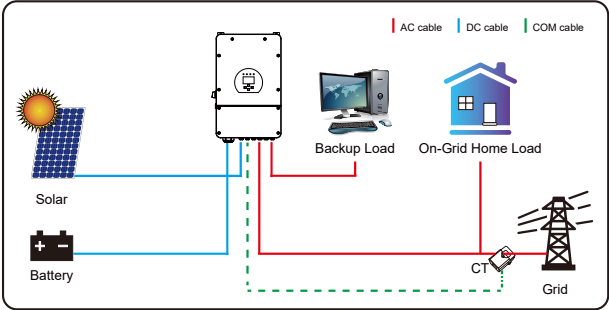 AC cable
DC cable
COM cable
Backup Load
On-Grid Home Load
Solar
Battery
CT
Grid